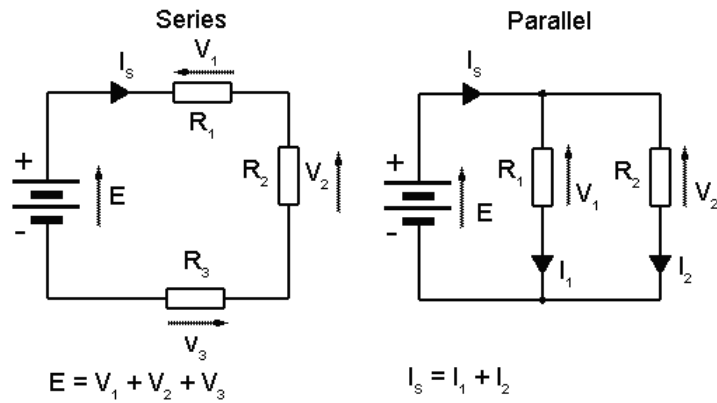 Series
V₁
Iₛ
R₁
+
-
E
R₂
V₂
R₃
V₃
E = V₁ + V₂ + V₃
Parallel
Iₛ
+
-
E
R₁
V₁
R₂
V₂
I₁
I₂
Iₛ = I₁ + I₂